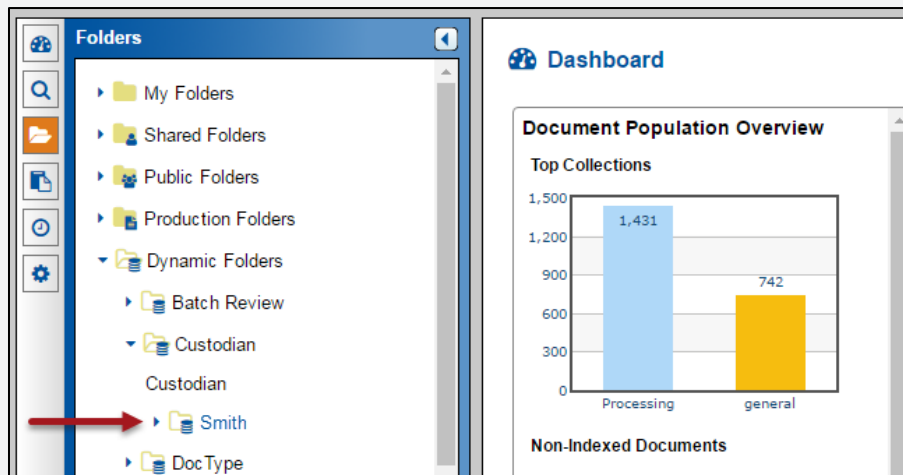 Folders
My Folders
Shared Folders
Public Folders
Production Folders
Dynamic Folders
Batch Review
Custodian
Custodian
Smith
DocType
Dashboard
Document Population Overview
Top Collections
1,500
1,200
900
600
300
0
1,431
742
Processing
general
Non-Indexed Documents